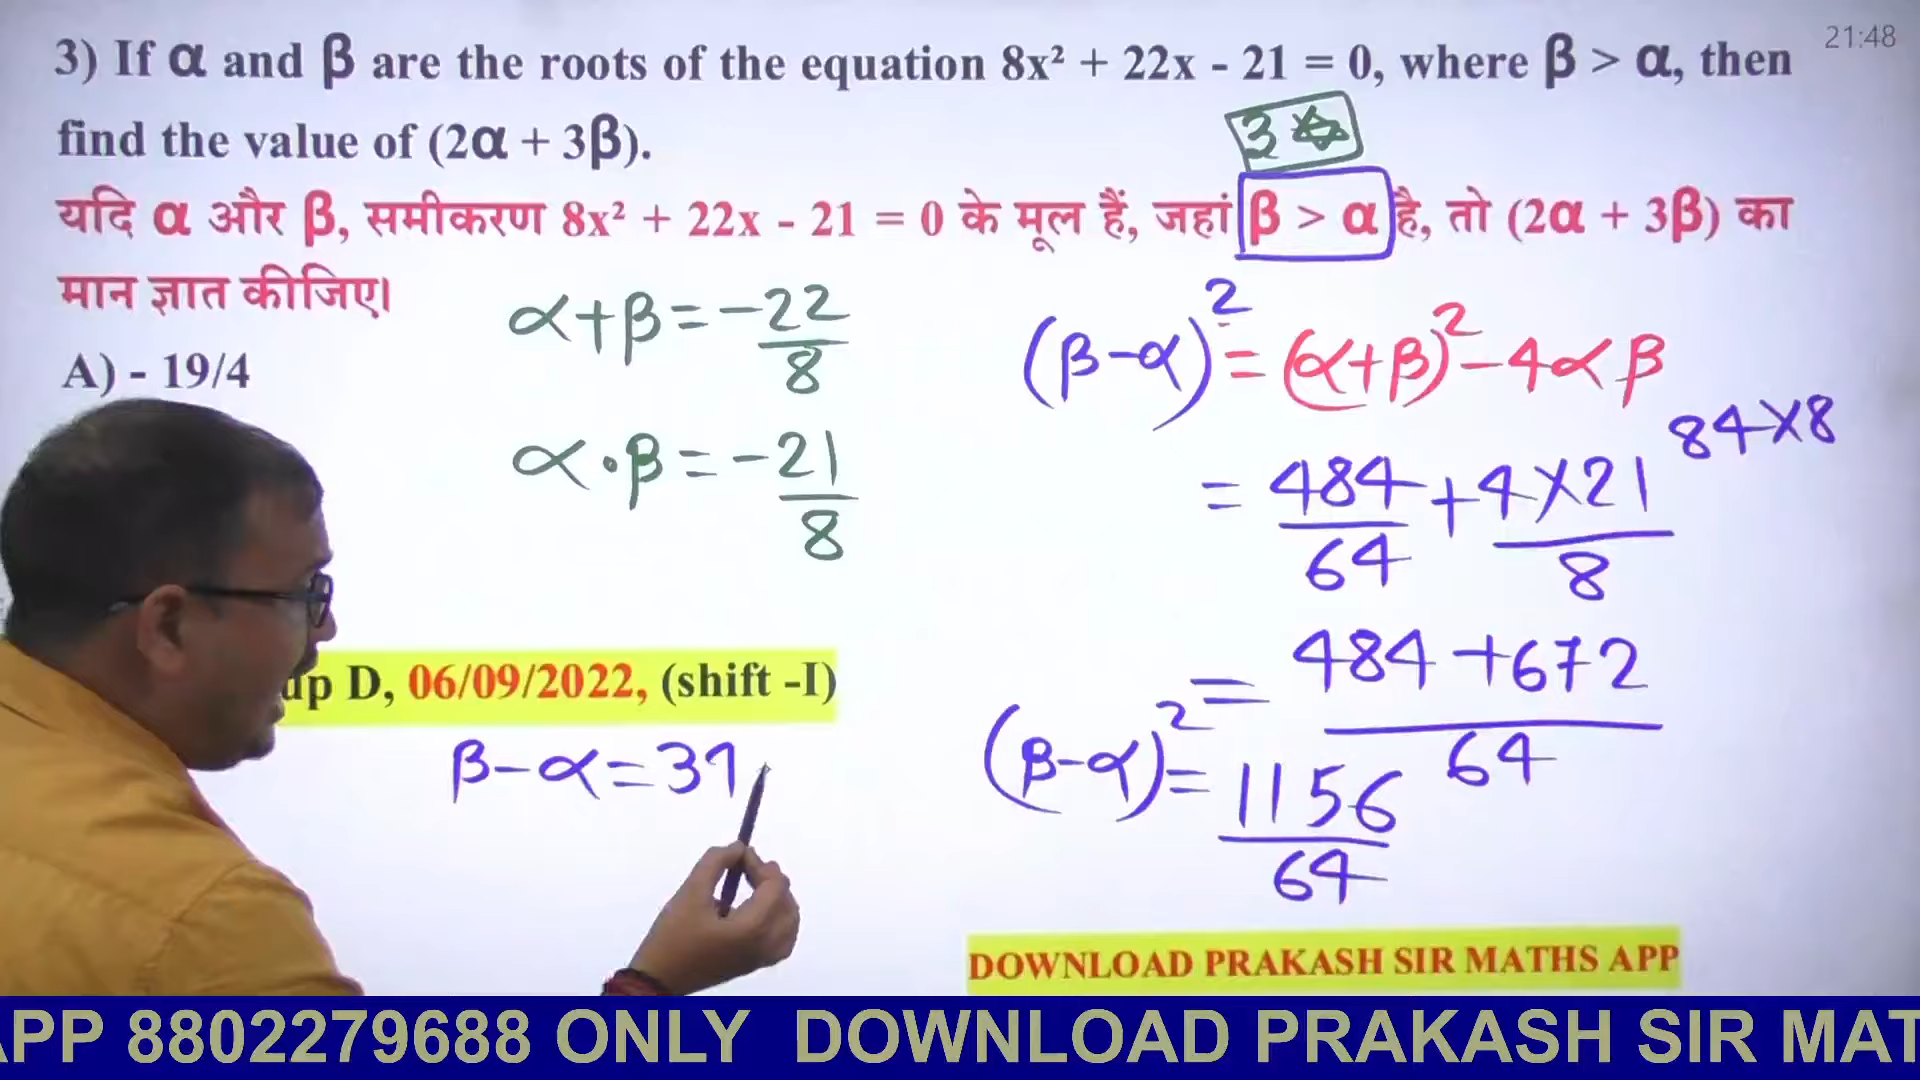 21:48
3) If α and β are the roots of the equation 8x² + 22x - 21 = 0, where β > α, then
find the value of (2α + 3β).
3
यदि α और β, समीकरण 8x² + 22x - 21 = 0 के मूल हैं, जहां β > α है, तो (2α + 3β) का
मान ज्ञात कीजिए।
A) - 19/4
α+β=-22/8
α·β=-21/8
(β-α)²=(α+β)²-4αβ
84×8
=484/64+4×21/8
=484+672/64
(β-α)²=1156/64
up D, 06/09/2022, (shift -I)
β-α=3
DOWNLOAD PRAKASH SIR MATHS APP
APP 8802279688 ONLY DOWNLOAD PRAKASH SIR MAT